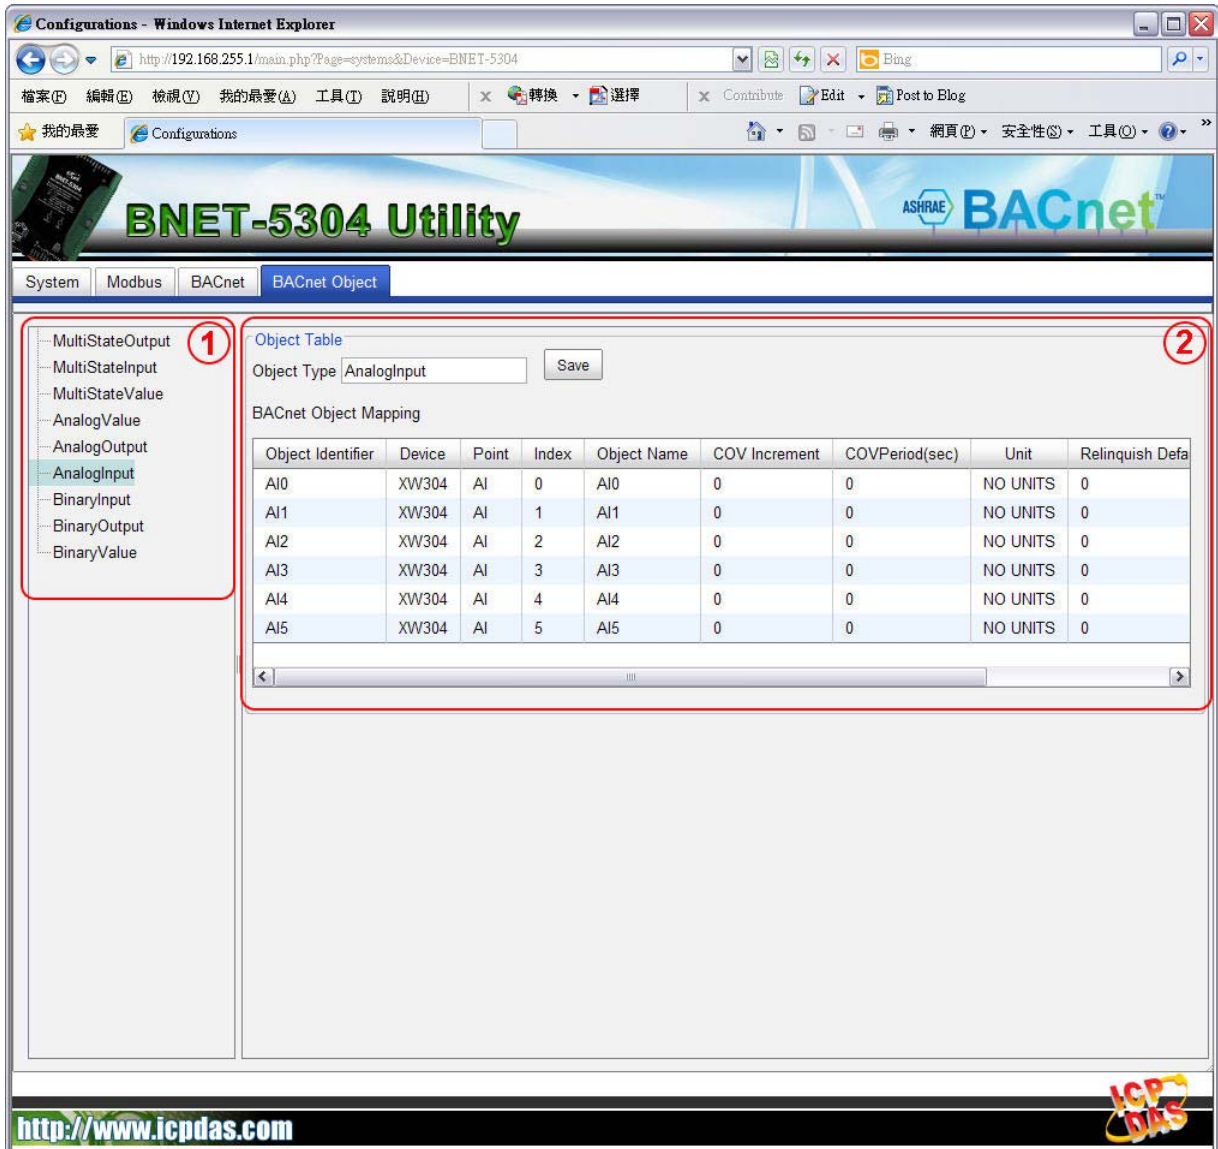 Configurations - Windows Internet Explorer
http://192.168.255.1/main.php?Page=systems&Device=BNET-5304
Bing
檔案(F) 編輯(E) 檢視(V) 我的最愛(A) 工具(T) 說明(H) x 轉換 選擇 x Contribute Edit Post to Blog
我的最愛 Configurations 網頁(P) 安全性(S) 工具(O) »
BNET-5304 Utility
ASHRAE BACnet™
System Modbus BACnet BACnet Object
1
MultiStateOutput
MultiStateInput
MultiStateValue
AnalogValue
AnalogOutput
AnalogInput
BinaryInput
BinaryOutput
BinaryValue
2
Object Table
Object Type AnalogInput Save
BACnet Object Mapping
Object Identifier Device Point Index Object Name COV Increment COVPeriod(sec) Unit Relinquish Defa
AI0 XW304 AI 0 AI0 0 0 NO UNITS 0
AI1 XW304 AI 1 AI1 0 0 NO UNITS 0
AI2 XW304 AI 2 AI2 0 0 NO UNITS 0
AI3 XW304 AI 3 AI3 0 0 NO UNITS 0
AI4 XW304 AI 4 AI4 0 0 NO UNITS 0
AI5 XW304 AI 5 AI5 0 0 NO UNITS 0
http://www.icpdas.com
ICP DAS